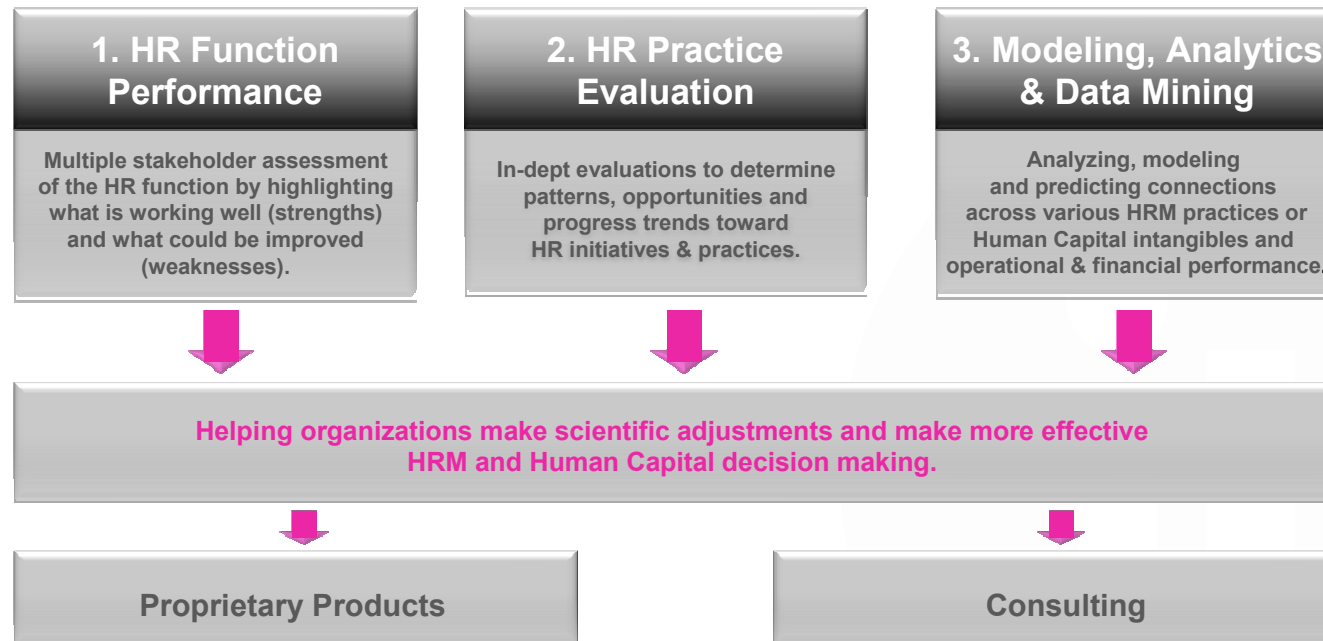 1. HR Function
Performance
Multiple stakeholder assessment
of the HR function by highlighting
what is working well (strengths)
and what could be improved
(weaknesses).
2. HR Practice
Evaluation
In-dept evaluations to determine
patterns, opportunities and
progress trends toward
HR initiatives & practices.
3. Modeling, Analytics
& Data Mining
Analyzing, modeling
and predicting connections
across various HRM practices or
Human Capital intangibles and
operational & financial performance.
Helping organizations make scientific adjustments and make more effective
HRM and Human Capital decision making.
Proprietary Products
Consulting